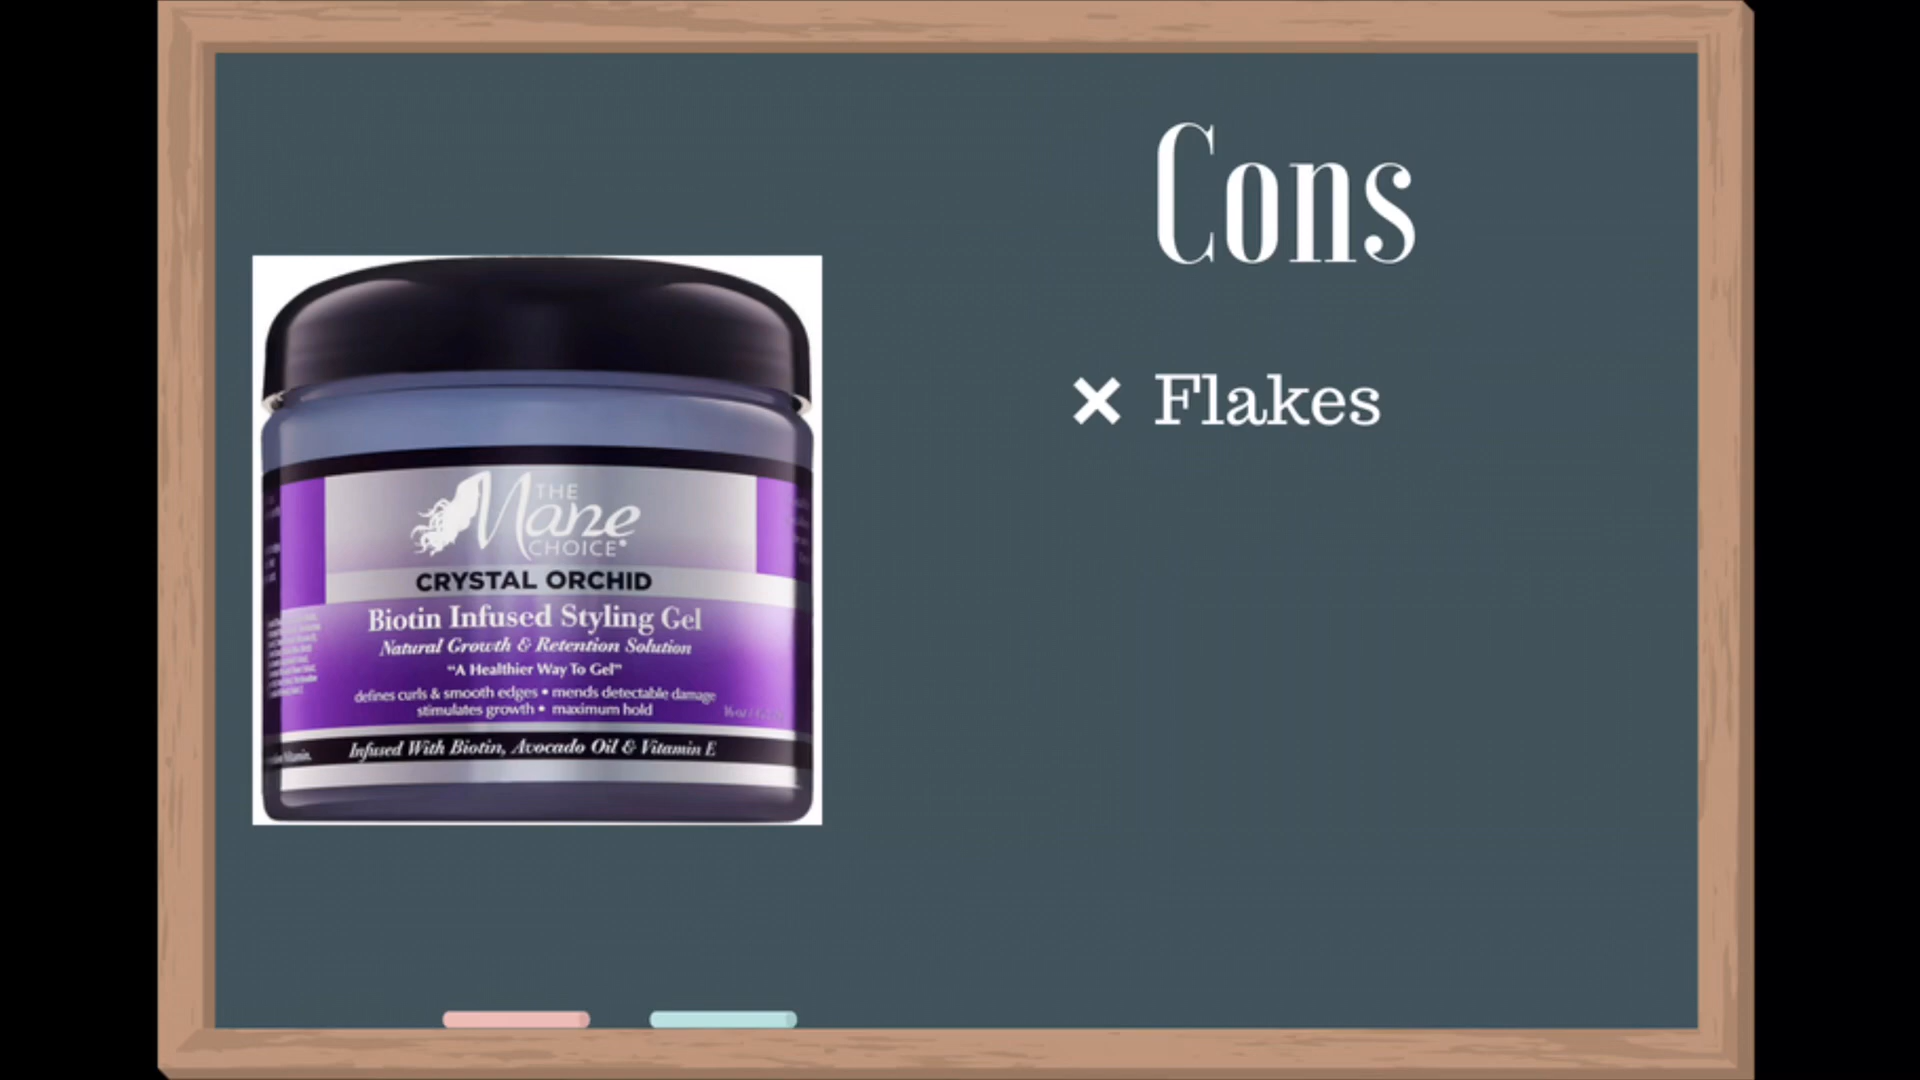 Cons
× Flakes
THE
Mane
CHOICE
CRYSTAL ORCHID
Biotin Infused Styling Gel
Natural Growth & Retention Solution
"A Healthier Way To Gel"
defines curls & smooth edges • mends detectable damage
stimulates growth • maximum hold
Infused With Biotin, Avocado Oil & Vitamin E